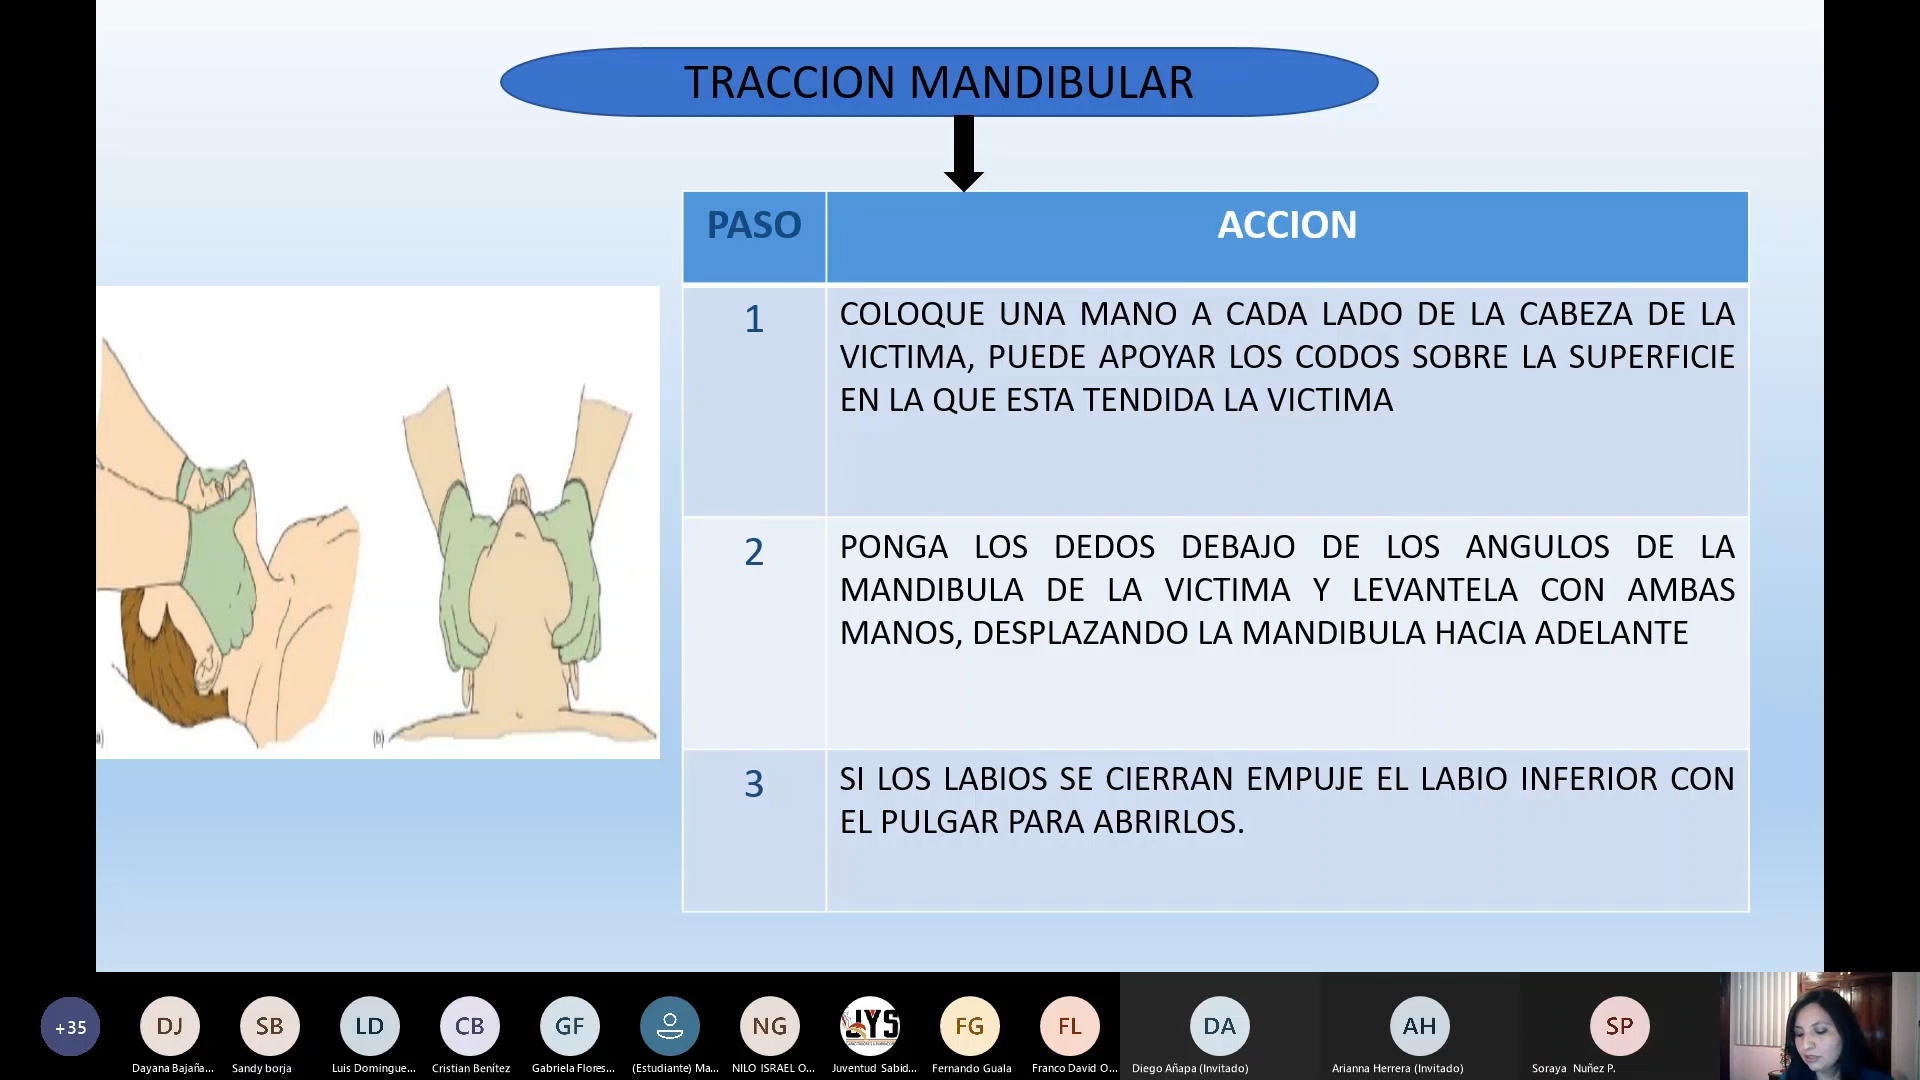 TRACCION MANDIBULAR
PASO
ACCION
1
COLOQUE UNA MANO A CADA LADO DE LA CABEZA DE LA
VICTIMA, PUEDE APOYAR LOS CODOS SOBRE LA SUPERFICIE
EN LA QUE ESTA TENDIDA LA VICTIMA
2
PONGA LOS DEDOS DEBAJO DE LOS ANGULOS DE LA
MANDIBULA DE LA VICTIMA Y LEVANTELA CON AMBAS
MANOS, DESPLAZANDO LA MANDIBULA HACIA ADELANTE
3
SI LOS LABIOS SE CIERRAN EMPUJE EL LABIO INFERIOR CON
EL PULGAR PARA ABRIRLOS.
(b)
+35
DJ
SB
LD
CB
GF
NG
JYS
FG
FL
DA
AH
SP
Dayana Bajaña...
Sandy borja
Luis Domingue...
Cristian Benítez
Gabriela Flores...
(Estudiante) Ma...
NILO ISRAEL O...
Juventud Sabid...
Fernando Guala
Franco David O...
Diego Añapa (Invitado)
Arianna Herrera (Invitado)
Soraya Nuñez P.